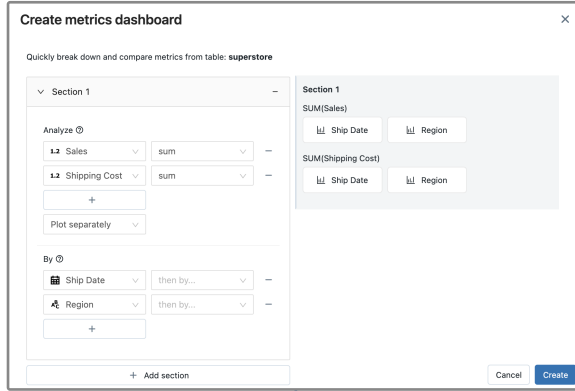 Create metrics dashboard
Quickly break down and compare metrics from table: superstore
Section 1
Analyze
1.2 Sales sum
1.2 Shipping Cost sum
+
Plot separately
By
Ship Date then by...
Region then by...
+
+ Add section
Section 1
SUM(Sales)
Ship Date Region
SUM(Shipping Cost)
Ship Date Region
Cancel Create